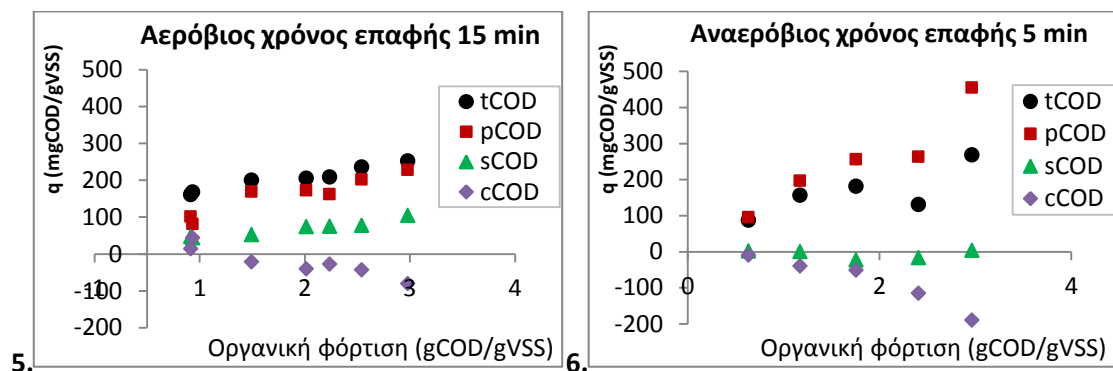 Αερόβιος χρόνος επαφής 15 min
q (mgCOD/gVSS)
500
400
300
200
100
0
-100
-200
0
1
2
3
4
tCOD
pCOD
sCOD
cCOD
Οργανική φόρτιση (gCOD/gVSS)
5.
Αναερόβιος χρόνος επαφής 5 min
q (mgCOD/gVSS)
500
400
300
200
100
0
-100
-200
0
2
4
tCOD
pCOD
sCOD
cCOD
Οργανική φόρτιση (gCOD/gVSS)
6.